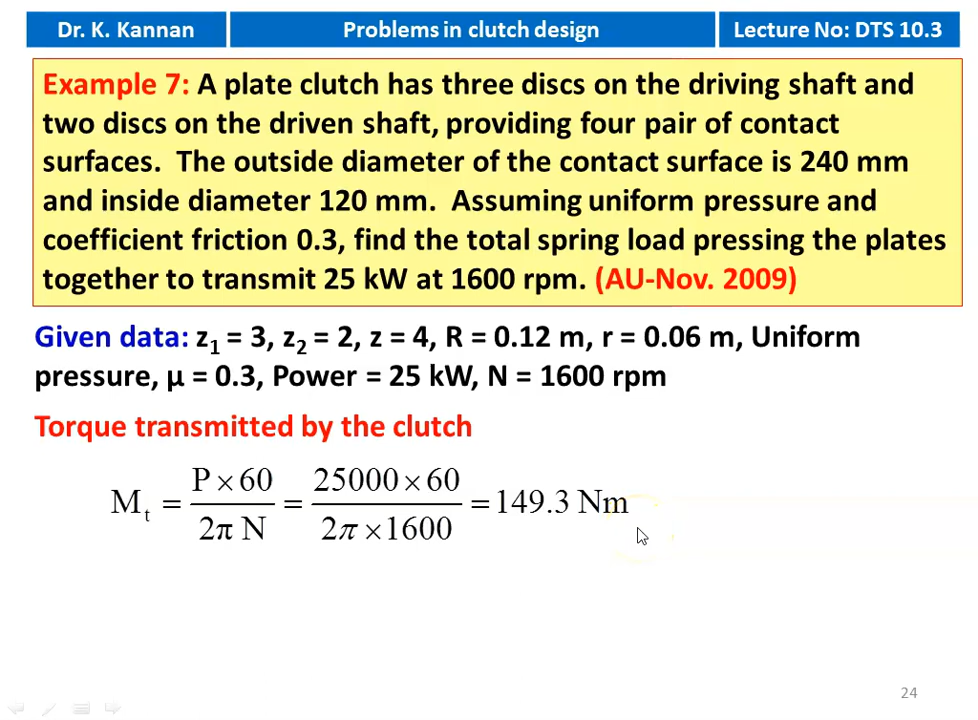 Dr. K. Kannan
Problems in clutch design
Lecture No: DTS 10.3
Example 7: A plate clutch has three discs on the driving shaft and
two discs on the driven shaft, providing four pair of contact
surfaces. The outside diameter of the contact surface is 240 mm
and inside diameter 120 mm. Assuming uniform pressure and
coefficient friction 0.3, find the total spring load pressing the plates
together to transmit 25 kW at 1600 rpm. (AU-Nov. 2009)
Given data: z₁ = 3, z₂ = 2, z = 4, R = 0.12 m, r = 0.06 m, Uniform
pressure, µ = 0.3, Power = 25 kW, N = 1600 rpm
Torque transmitted by the clutch
Mₜ = P × 60 / 2π N = 25000 × 60 / 2π × 1600 = 149.3 Nm
24